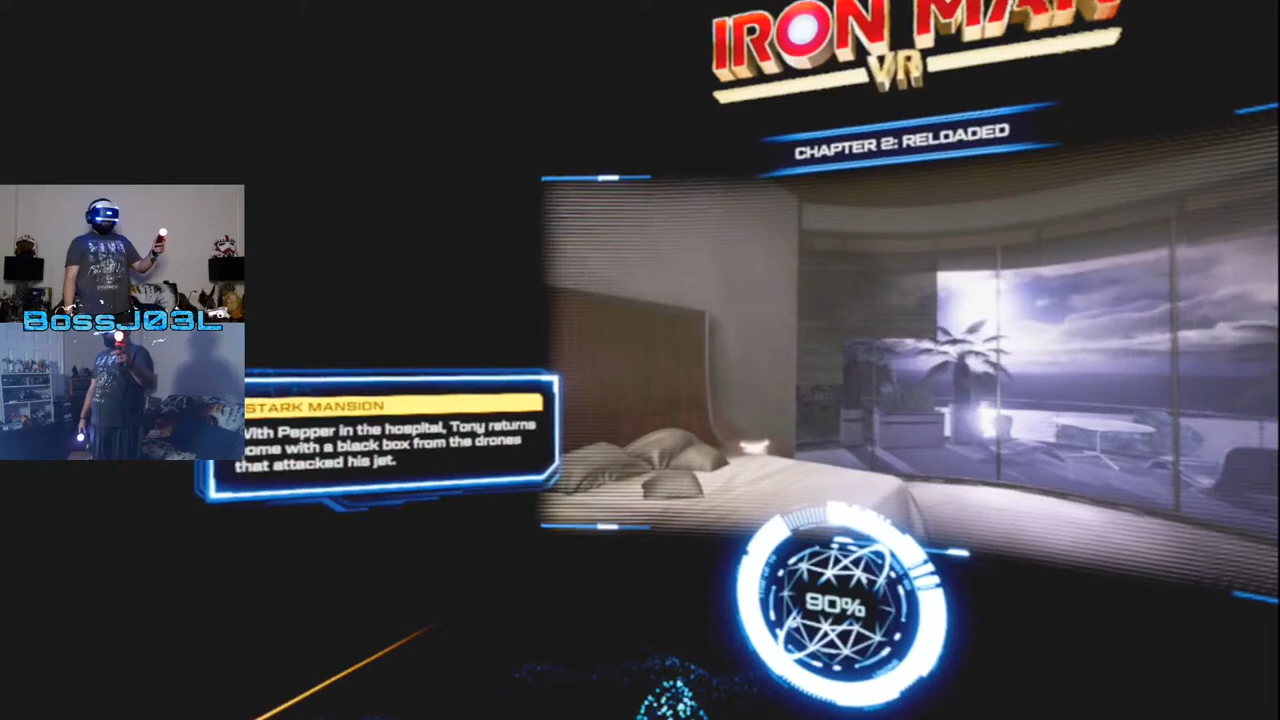 IRON MAN
VR
CHAPTER 2: RELOADED
BossJ03L
STARK MANSION
With Pepper in the hospital, Tony returns
home with a black box from the drones
that attacked his jet.
90%